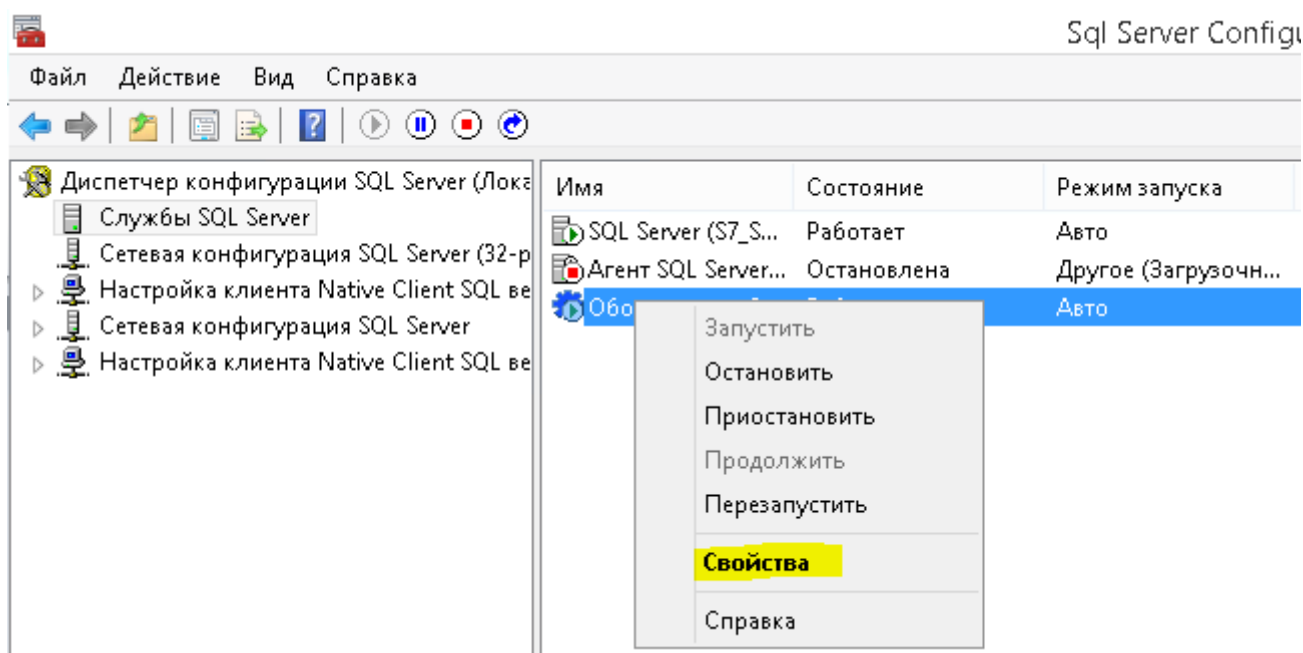 Sql Server Config
Файл Действие Вид Справка
Диспетчер конфигурации SQL Server (Лока
Службы SQL Server
Сетевая конфигурация SQL Server (32-р
Настройка клиента Native Client SQL ве
Сетевая конфигурация SQL Server
Настройка клиента Native Client SQL ве
Имя Состояние Режим запуска
SQL Server (S7_S... Работает Авто
Агент SQL Server... Остановлена Другое (Загрузочн...
Обо Авто
Запустить
Остановить
Приостановить
Продолжить
Перезапустить
Свойства
Справка